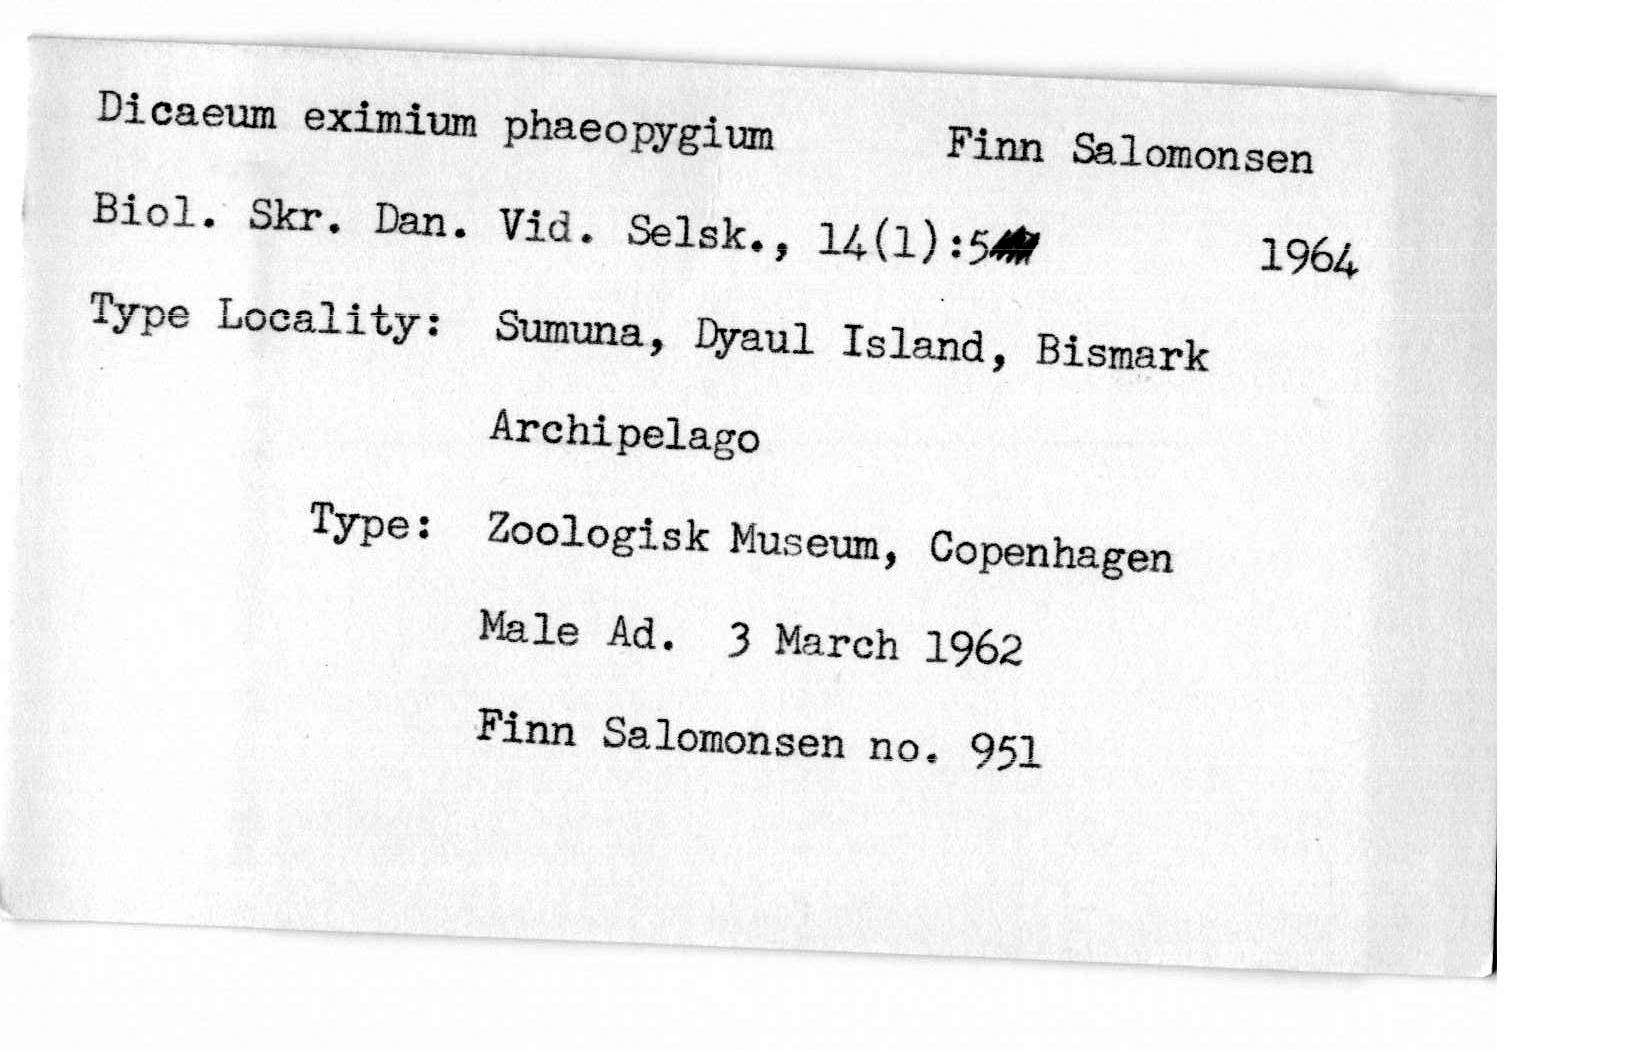 Dicaeum eximium phaeopygium Finn Salomonsen
Biol. Skr. Dan. Vid. Selsk., 14(1):5 1964
Type Locality: Sumuna, Dyaul Island, Bismark
Archipelago
Type: Zoologisk Museum, Copenhagen
Male Ad. 3 March 1962
Finn Salomonsen no. 951